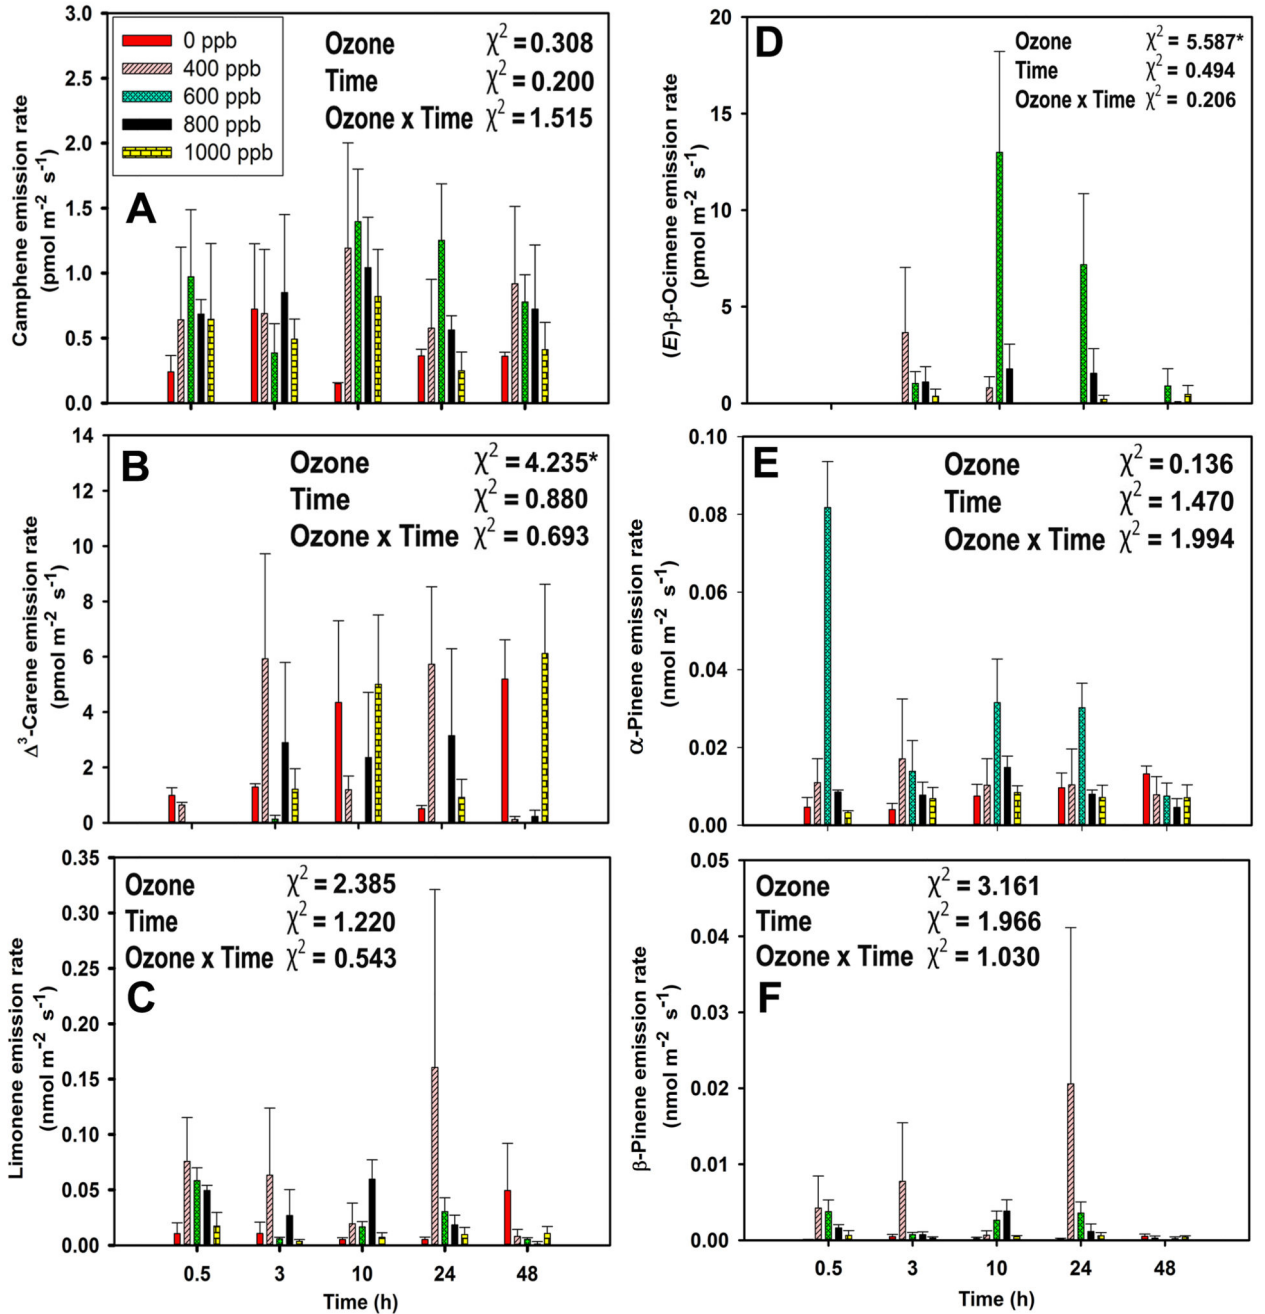 3.0
2.5
2.0
1.5
1.0
0.5
0.0
Camphene emission rate
(pmol m⁻² s⁻¹)
0 ppb
400 ppb
600 ppb
800 ppb
1000 ppb
Ozone χ² = 0.308
Time χ² = 0.200
Ozone x Time χ² = 1.515
A
20
15
10
5
0
(E)-β-Ocimene emission rate
(pmol m⁻² s⁻¹)
D
Ozone χ² = 5.587*
Time χ² = 0.494
Ozone x Time χ² = 0.206
14
12
10
8
6
4
2
0
Δ³-Carene emission rate
(pmol m⁻² s⁻¹)
B
Ozone χ² = 4.235*
Time χ² = 0.880
Ozone x Time χ² = 0.693
0.10
0.08
0.06
0.04
0.02
0.00
α-Pinene emission rate
(nmol m⁻² s⁻¹)
E
Ozone χ² = 0.136
Time χ² = 1.470
Ozone x Time χ² = 1.994
0.35
0.30
0.25
0.20
0.15
0.10
0.05
0.00
Limonene emission rate
(nmol m⁻² s⁻¹)
Ozone χ² = 2.385
Time χ² = 1.220
Ozone x Time χ² = 0.543
C
0.5 3 10 24 48
Time (h)
0.05
0.04
0.03
0.02
0.01
0.00
β-Pinene emission rate
(nmol m⁻² s⁻¹)
Ozone χ² = 3.161
Time χ² = 1.966
Ozone x Time χ² = 1.030
F
0.5 3 10 24 48
Time (h)